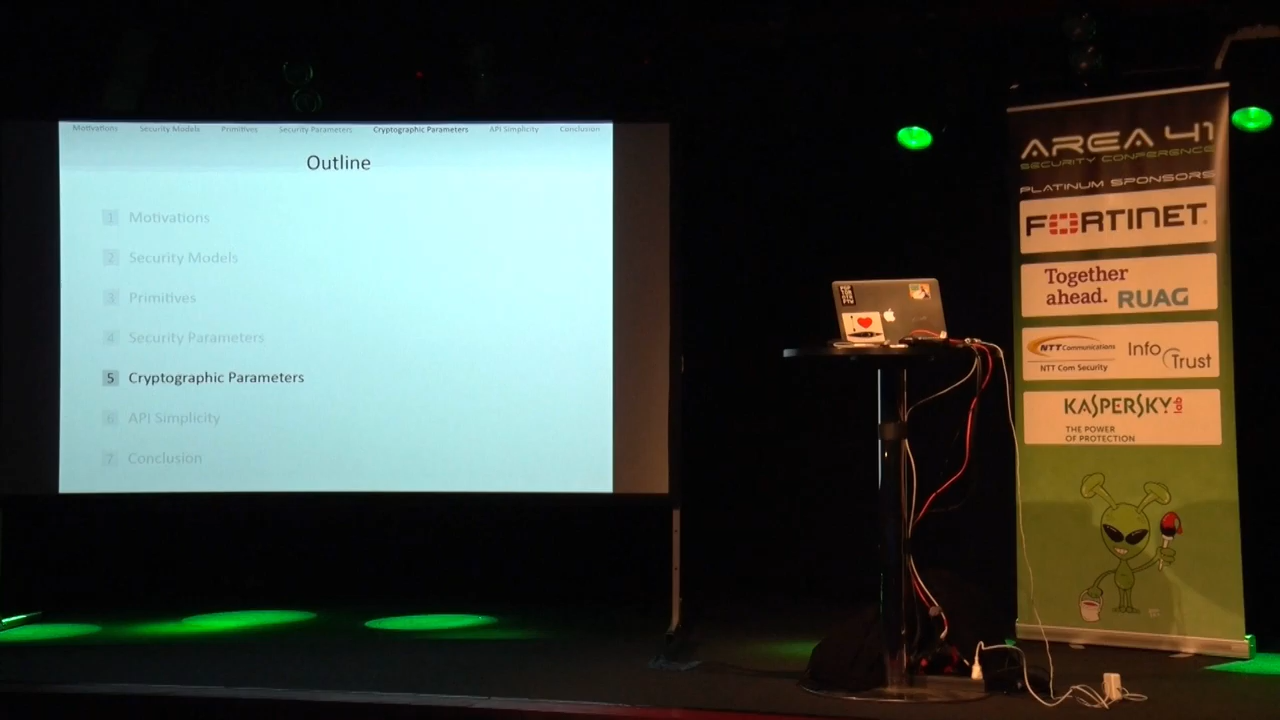 Motivations Security Models Primitives Security Parameters Cryptographic Parameters API Simplicity Conclusion
Outline
1 Motivations
2 Security Models
3 Primitives
4 Security Parameters
5 Cryptographic Parameters
6 API Simplicity
7 Conclusion
AREA 41
SECURITY CONFERENCE
PLATINUM SPONSORS
FORTINET
Together
ahead. RUAG
NTT Communications
NTT Com Security
Info
Trust
KASPERSKY lab
THE POWER
OF PROTECTION
I